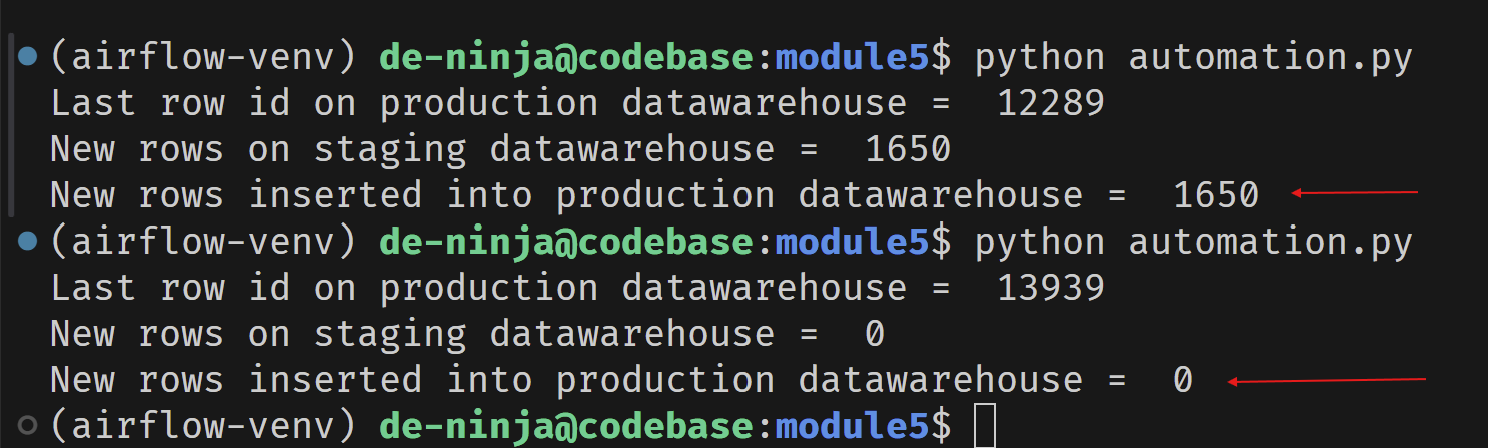 (airflow-venv) de-ninja@codebase:module5$ python automation.py
Last row id on production datawarehouse =  12289
New rows on staging datawarehouse =  1650
New rows inserted into production datawarehouse =  1650
(airflow-venv) de-ninja@codebase:module5$ python automation.py
Last row id on production datawarehouse =  13939
New rows on staging datawarehouse =  0
New rows inserted into production datawarehouse =  0
(airflow-venv) de-ninja@codebase:module5$